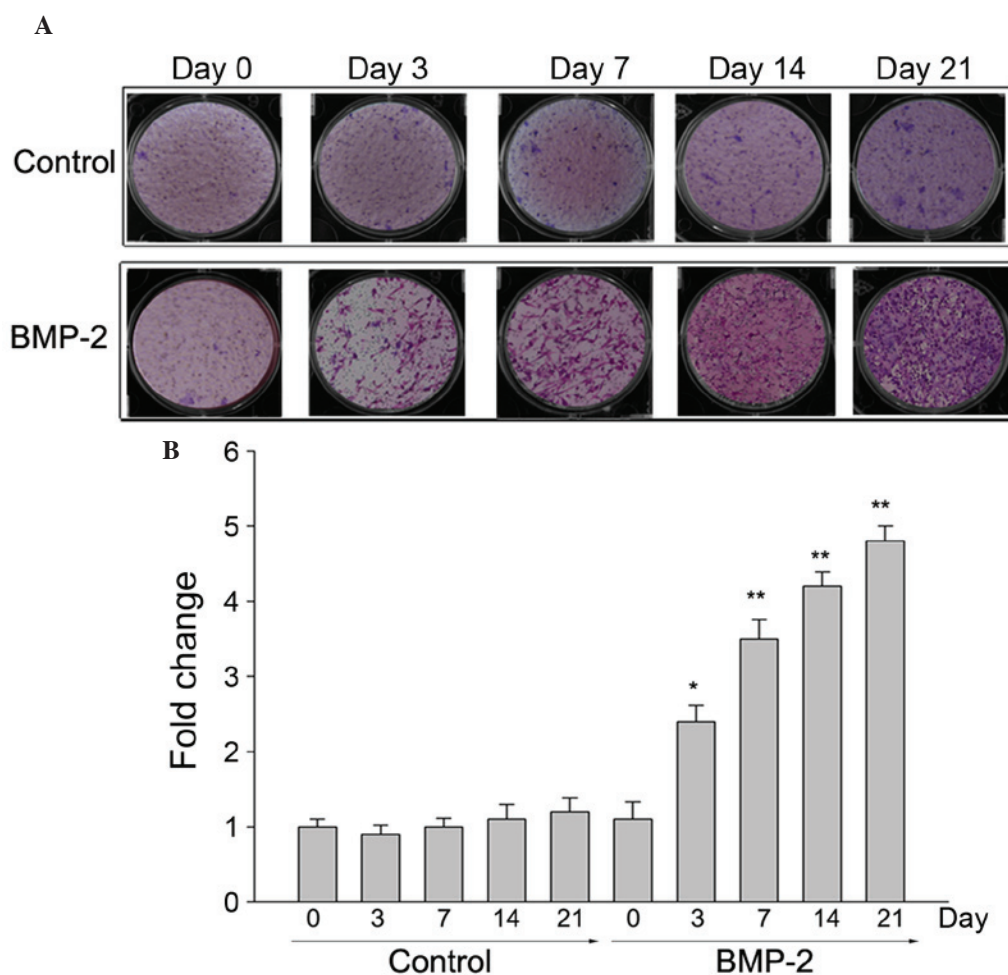 A
Day 0 Day 3 Day 7 Day 14 Day 21
Control
BMP-2
B
6
5
4
3
2
1
0
Fold change
* ** ** **
0 3 7 14 21 0 3 7 14 21 Day
Control BMP-2